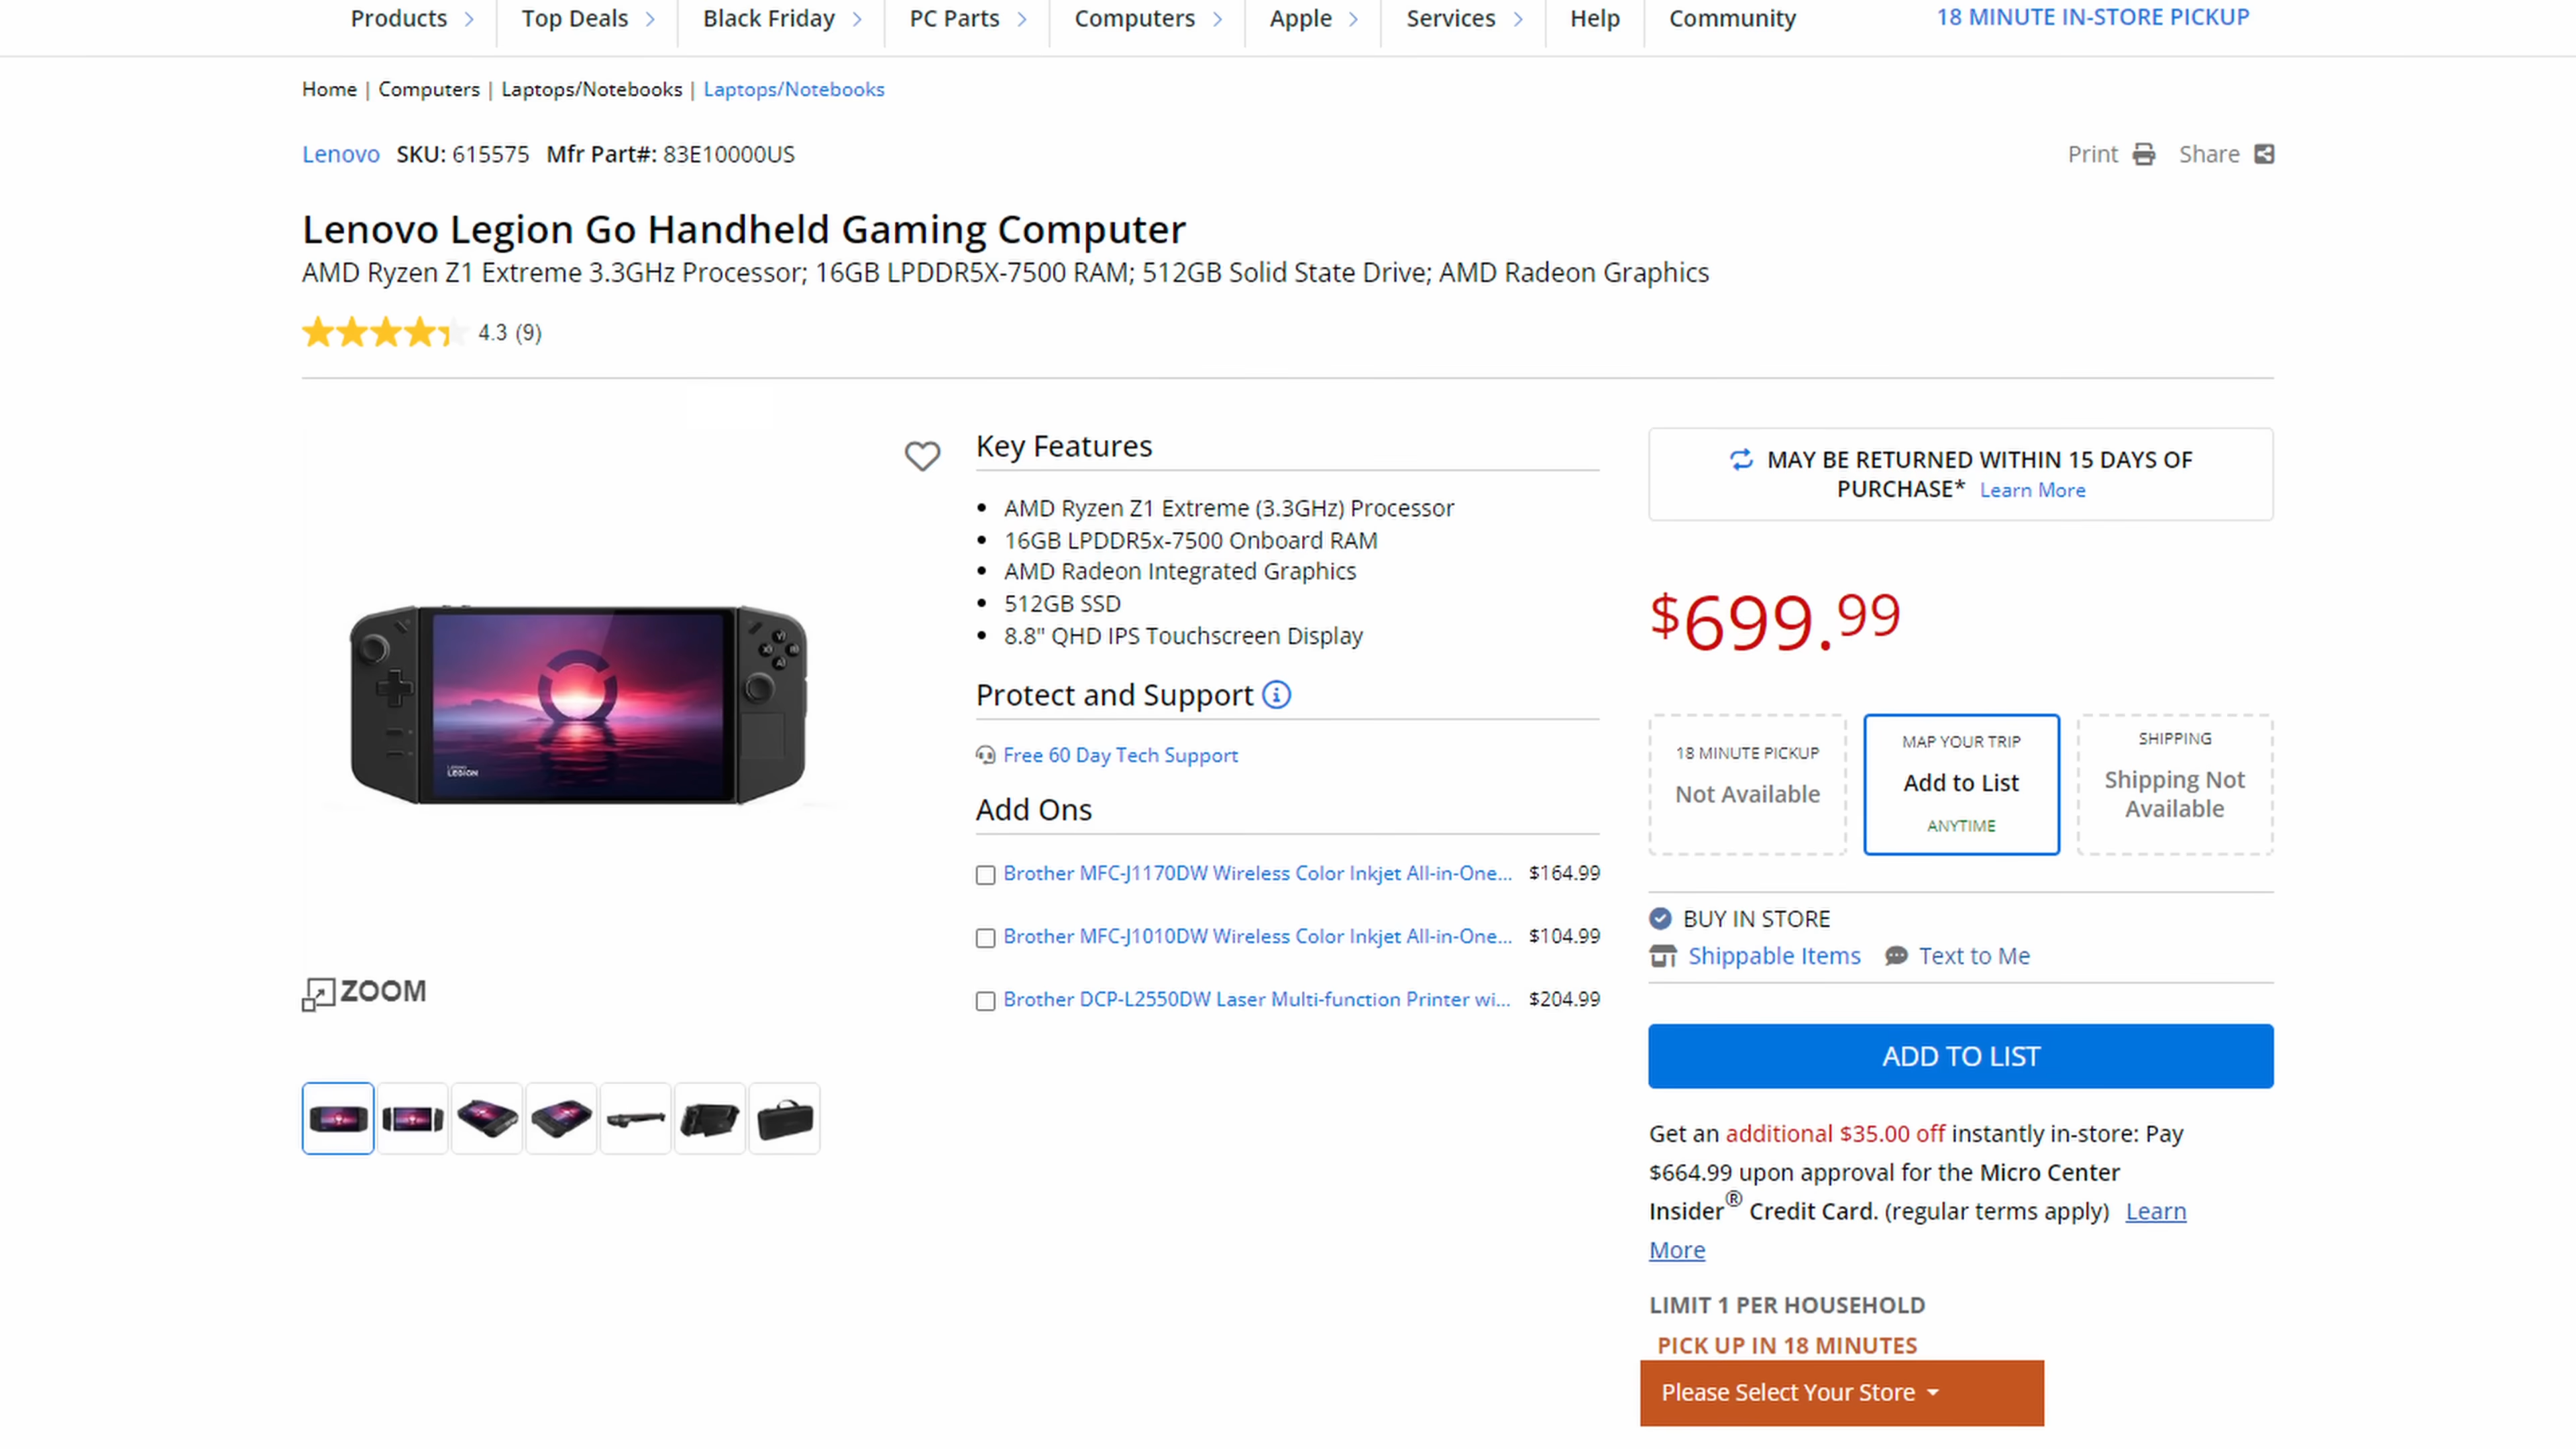 Products
Top Deals
Black Friday
PC Parts
Computers
Apple
Services
Help
Community
18 MINUTE IN-STORE PICKUP
Home | Computers | Laptops/Notebooks | Laptops/Notebooks
Lenovo SKU: 615575 Mfr Part#: 83E10000US
Print
Share
Lenovo Legion Go Handheld Gaming Computer
AMD Ryzen Z1 Extreme 3.3GHz Processor; 16GB LPDDR5X-7500 RAM; 512GB Solid State Drive; AMD Radeon Graphics
4.3 (9)
LENOVO
LEGION
Y
X
B
A
ZOOM
Key Features
• AMD Ryzen Z1 Extreme (3.3GHz) Processor
• 16GB LPDDR5x-7500 Onboard RAM
• AMD Radeon Integrated Graphics
• 512GB SSD
• 8.8" QHD IPS Touchscreen Display
Protect and Support
Free 60 Day Tech Support
Add Ons
Brother MFC-J1170DW Wireless Color Inkjet All-in-One... $164.99
Brother MFC-J1010DW Wireless Color Inkjet All-in-One... $104.99
Brother DCP-L2550DW Laser Multi-function Printer wi... $204.99
MAY BE RETURNED WITHIN 15 DAYS OF
PURCHASE* Learn More
$699.99
18 MINUTE PICKUP
Not Available
MAP YOUR TRIP
Add to List
ANYTIME
SHIPPING
Shipping Not
Available
BUY IN STORE
Shippable Items
Text to Me
ADD TO LIST
Get an additional $35.00 off instantly in-store: Pay
$664.99 upon approval for the Micro Center
Insider® Credit Card. (regular terms apply) Learn
More
LIMIT 1 PER HOUSEHOLD
PICK UP IN 18 MINUTES
Please Select Your Store